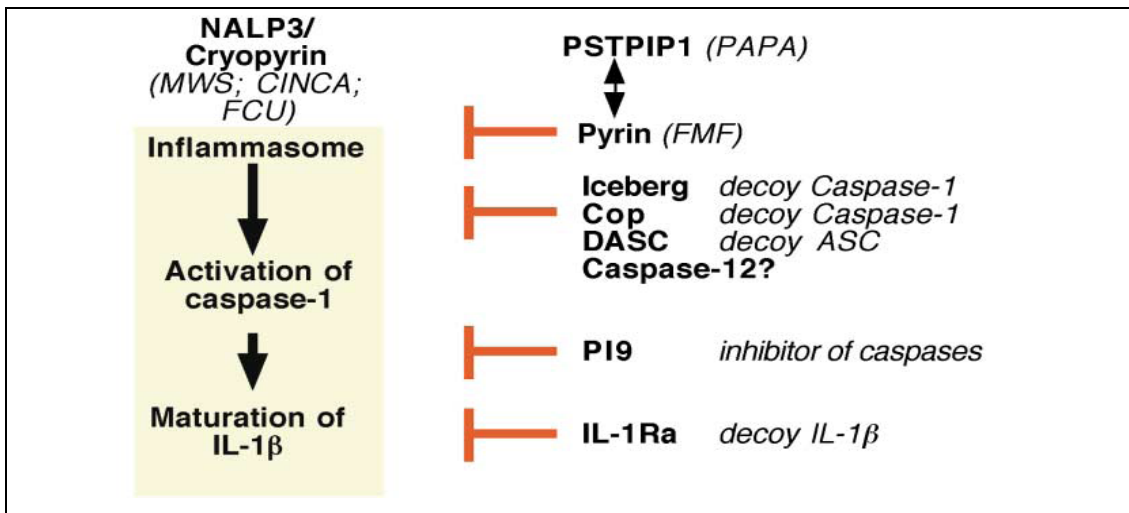 NALP3/
Cryopyrin
(MWS; CINCA;
FCU)
Inflammasome
Activation of
caspase-1
Maturation of
IL-1β
PSTPIP1 (PAPA)
Pyrin (FMF)
Iceberg decoy Caspase-1
Cop decoy Caspase-1
DASC decoy ASC
Caspase-12?
PI9 inhibitor of caspases
IL-1Ra decoy IL-1β